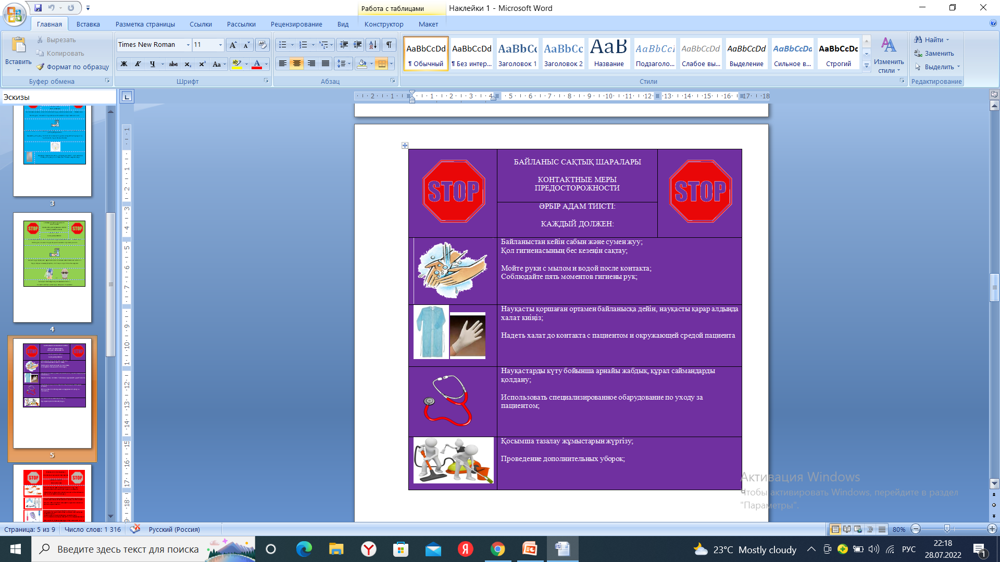 Работа с таблицами
Наклейки 1 - Microsoft Word
Главная
Вставка
Разметка страницы
Ссылки
Рассылки
Рецензирование
Вид
Конструктор
Макет
Вставить
Вырезать
Копировать
Формат по образцу
Буфер обмена
Times New Roman
11
Ж К Ч abc x₂ x² Aa
Шрифт
Абзац
AaBbCcDd
¶ Обычный
AaBbCcDd
¶ Без интер...
AaBbCc
Заголовок 1
AaBbCc
Заголовок 2
AaB
Название
AaBbCcI
Подзаголо...
AaBbCcDd
Слабое вы...
AaBbCcDd
Выделение
AaBbCcDd
Сильное в...
AaBbCcDd
Строгий
Стили
Изменить
стили
Найти
Заменить
Выделить
Редактирование
Эскизы
3
4
5
БАЙЛАНЫС САҚТЫҚ ШАРАЛАРЫ
КОНТАКТНЫЕ МЕРЫ
ПРЕДОСТОРОЖНОСТИ
STOP
STOP
ӘРБІР АДАМ ТИІСТІ:
КАЖДЫЙ ДОЛЖЕН:
Байланыстан кейін сабын және сумен жуу;
Қол гигиенасының бес кезеңін сақтау;
Мойте руки с мылом и водой после контакта;
Соблюдайте пять моментов гигиены рук;
Науқасты қоршаған ортамен байланысқа дейін, науқасты қарар алдында
халат киіңіз;
Надеть халат до контакта с пациентом и окружающей средой пациента
Науқастарды күту бойынша арнайы жабдық, құрал саймандарды
қолдану;
Использовать специализированное обарудование по уходу за
пациентом;
Қосымша тазалау жұмыстарын жүргізу;
Проведение дополнительных уборок;
Активация Windows
Чтобы активировать Windows, перейдите в раздел
"Параметры".
Страница: 5 из 9
Число слов: 1 316
Русский (Россия)
80%
Введите здесь текст для поиска
23°C Mostly cloudy
РУС
22:18
28.07.2022
1